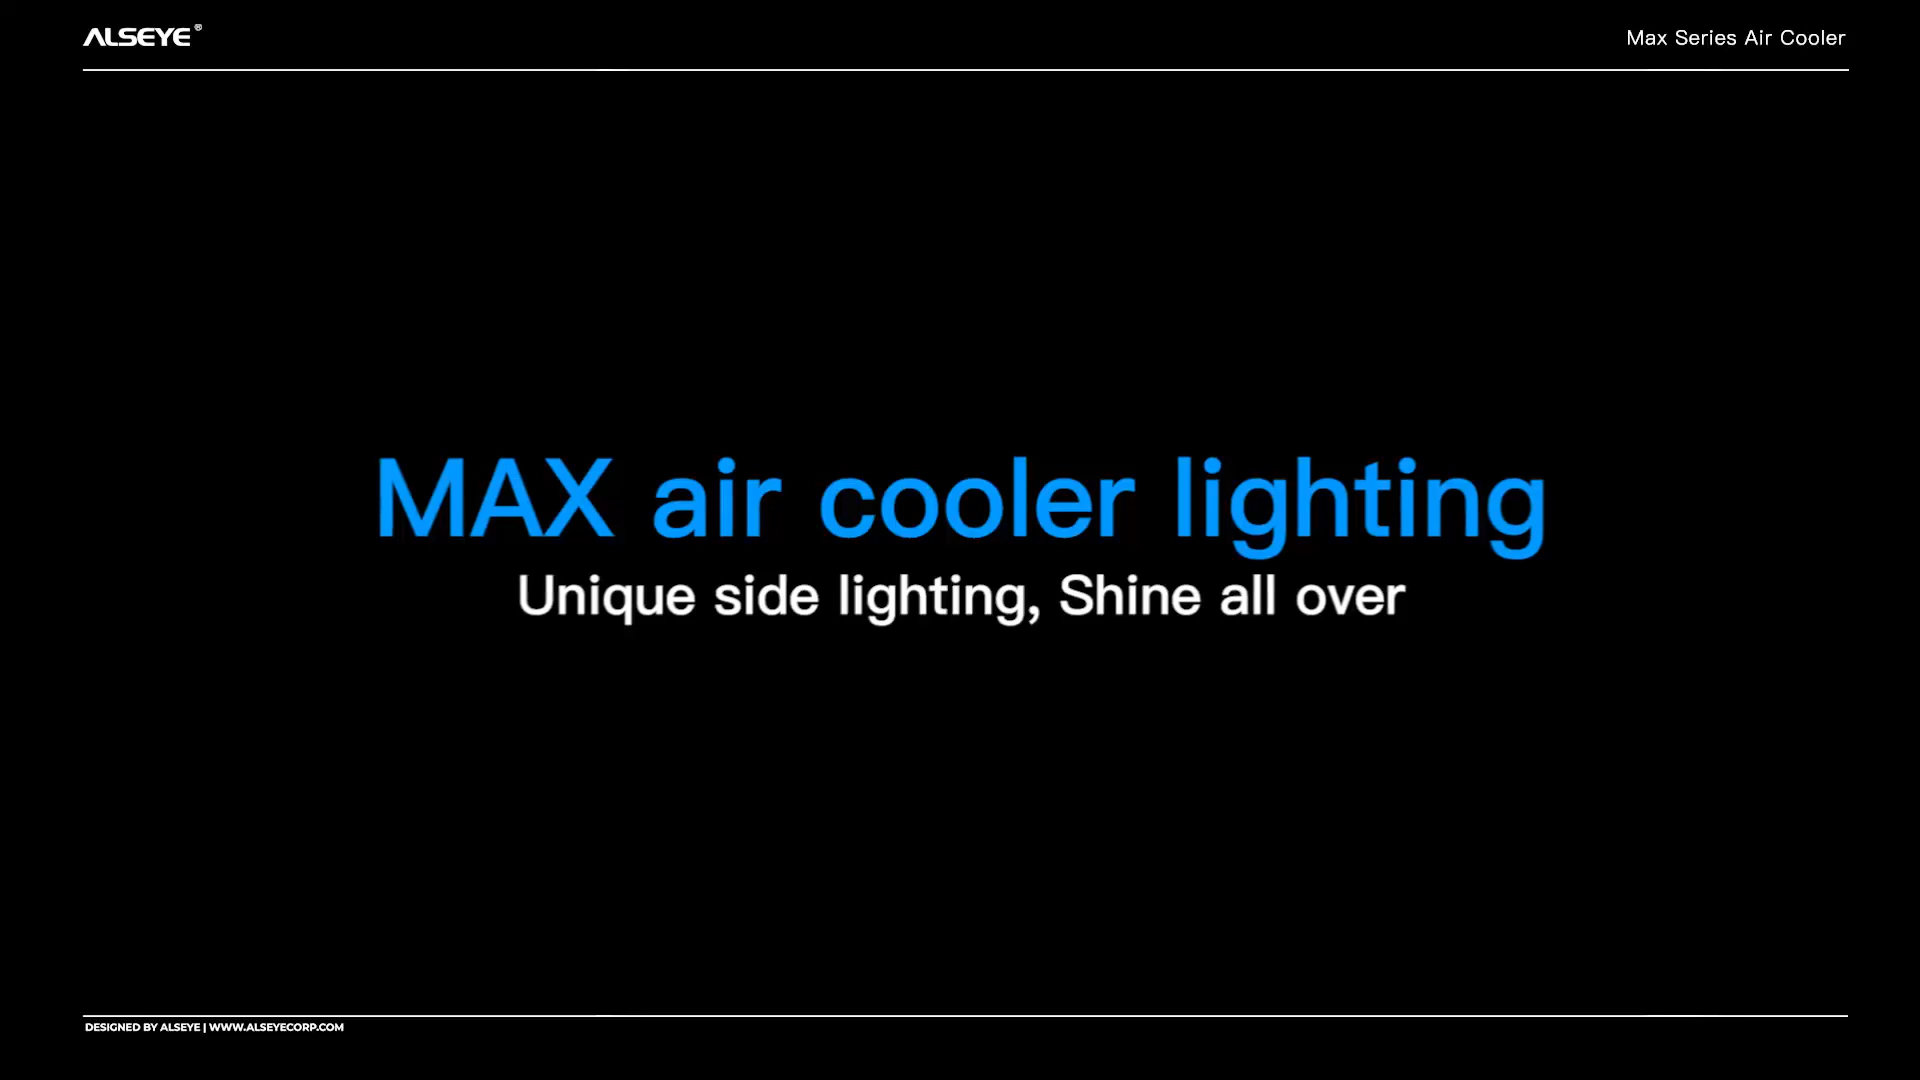 ALSEYE®
Max Series Air Cooler
MAX air cooler lighting
Unique side lighting, Shine all over
DESIGNED BY ALSEYE | WWW.ALSEYECORP.COM